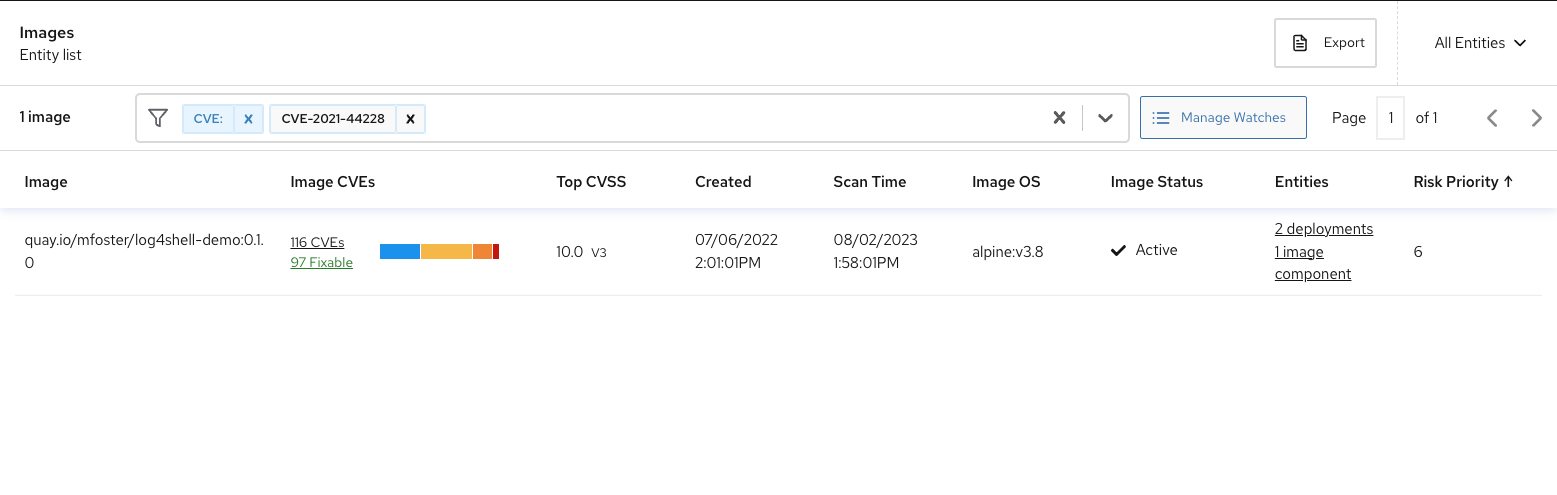 Images
Entity list
Export
All Entities
1 image
CVE:
CVE-2021-44228
Manage Watches
Page 1 of 1
Image
Image CVEs
Top CVSS
Created
Scan Time
Image OS
Image Status
Entities
Risk Priority ↑
quay.io/mfoster/log4shell-demo:0.1.
0
116 CVEs
97 Fixable
10.0 V3
07/06/2022
2:01:01PM
08/02/2023
1:58:01PM
alpine:v3.8
Active
2 deployments
1 image
component
6